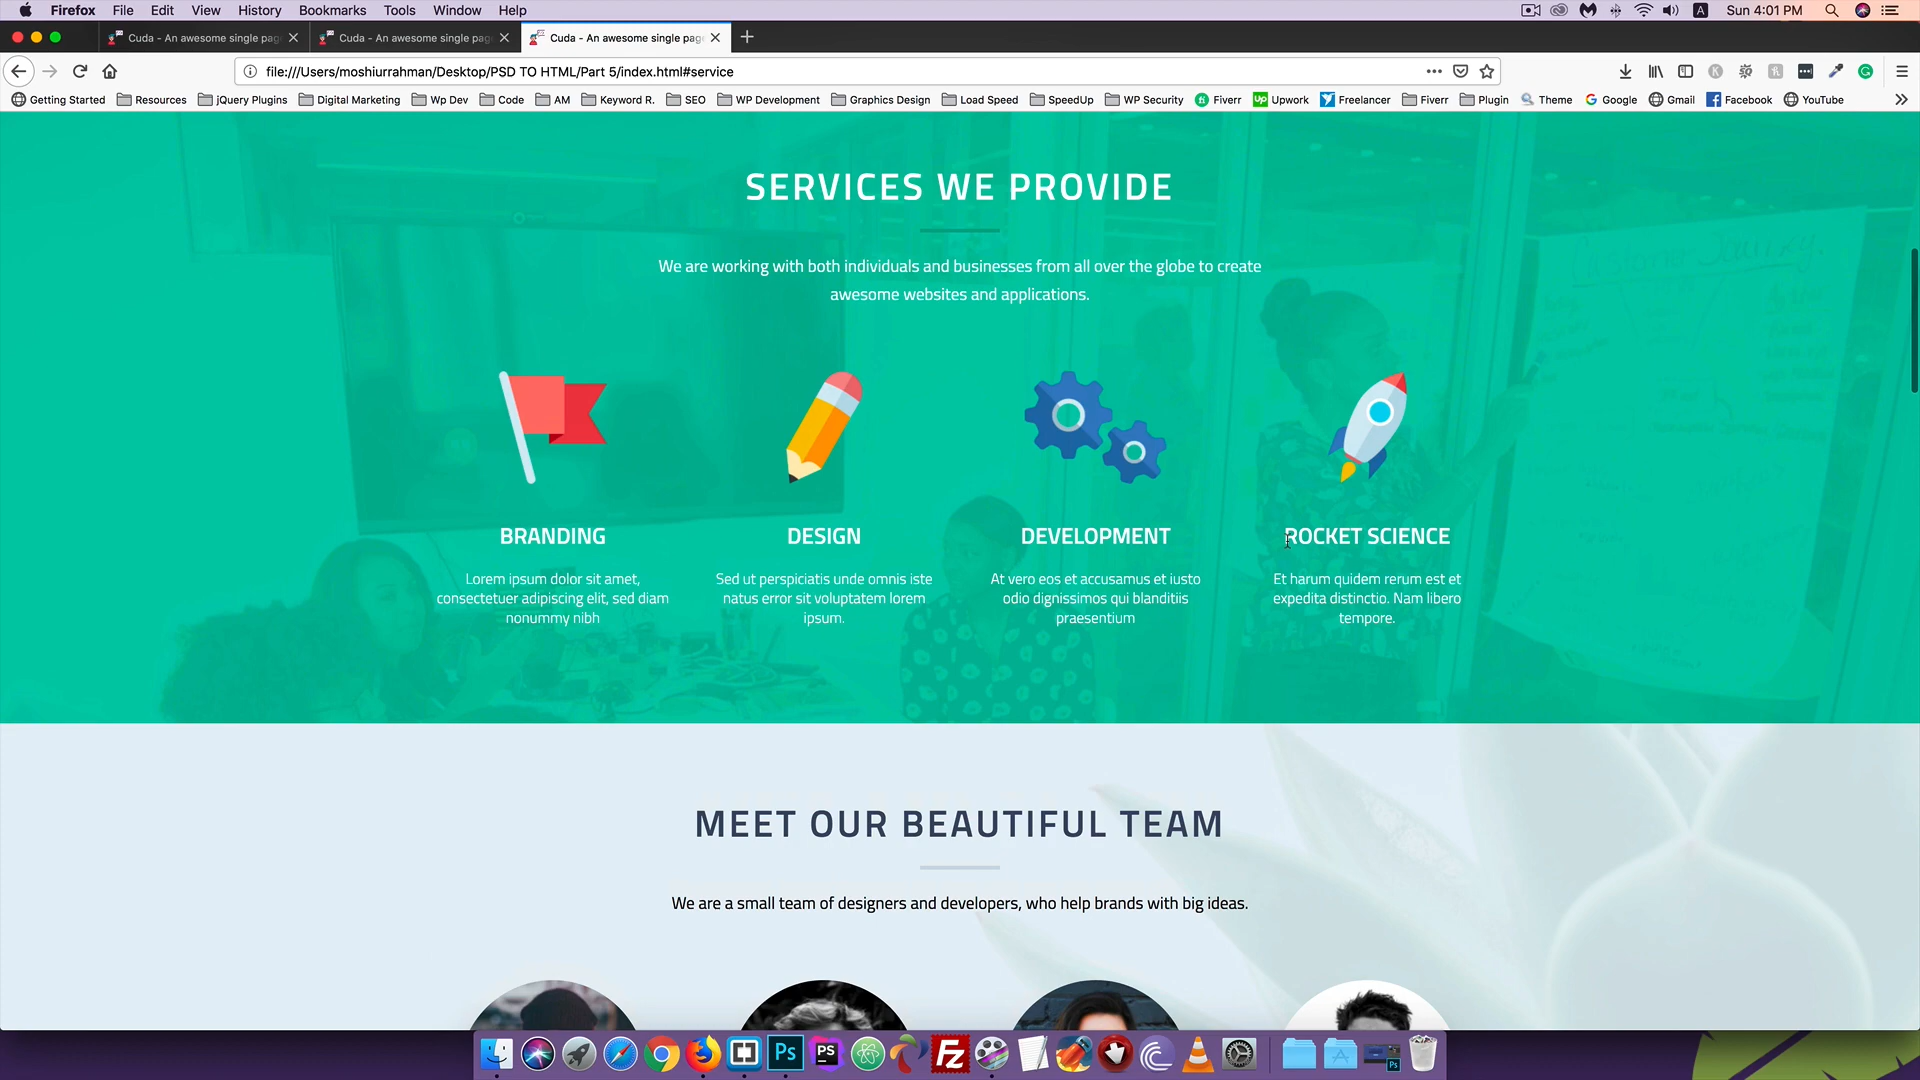 Firefox File Edit View History Bookmarks Tools Window Help Sun 4:01 PM
Cuda - An awesome single pag Cuda - An awesome single pag Cuda - An awesome single pag
file:///Users/moshiurrahman/Desktop/PSD TO HTML/Part 5/index.html#service
Getting Started Resources jQuery Plugins Digital Marketing Wp Dev Code AM Keyword R. SEO WP Development Graphics Design Load Speed SpeedUp WP Security Fiverr Upwork Freelancer Fiverr Plugin Theme Google Gmail Facebook YouTube
SERVICES WE PROVIDE
We are working with both individuals and businesses from all over the globe to create
awesome websites and applications.
BRANDING
Lorem ipsum dolor sit amet,
consectetuer adipiscing elit, sed diam
nonummy nibh
DESIGN
Sed ut perspiciatis unde omnis iste
natus error sit voluptatem lorem
ipsum.
DEVELOPMENT
At vero eos et accusamus et iusto
odio dignissimos qui blanditiis
praesentium
ROCKET SCIENCE
Et harum quidem rerum est et
expedita distinctio. Nam libero
tempore.
MEET OUR BEAUTIFUL TEAM
We are a small team of designers and developers, who help brands with big ideas.
Ps PS Fz Ps